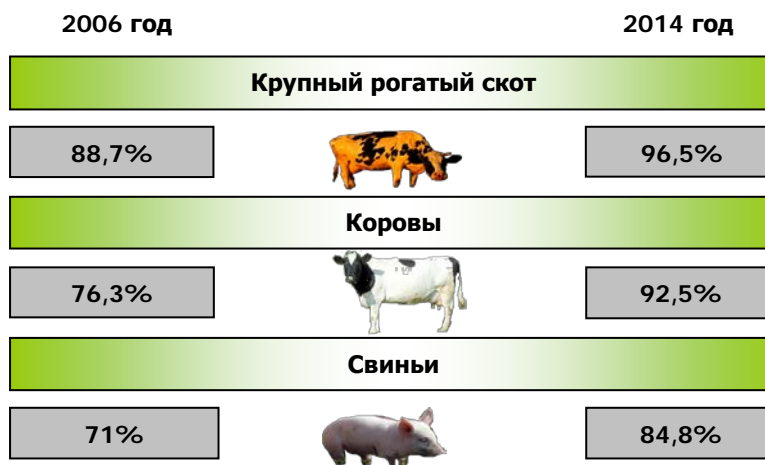 2006 год 2014 год
Крупный рогатый скот
88,7% 96,5%
Коровы
76,3% 92,5%
Свиньи
71% 84,8%